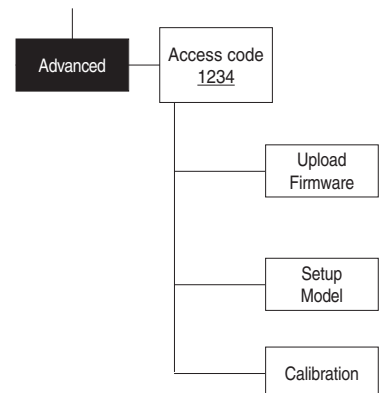 Advanced
Access code
1234
Upload
Firmware
Setup
Model
Calibration